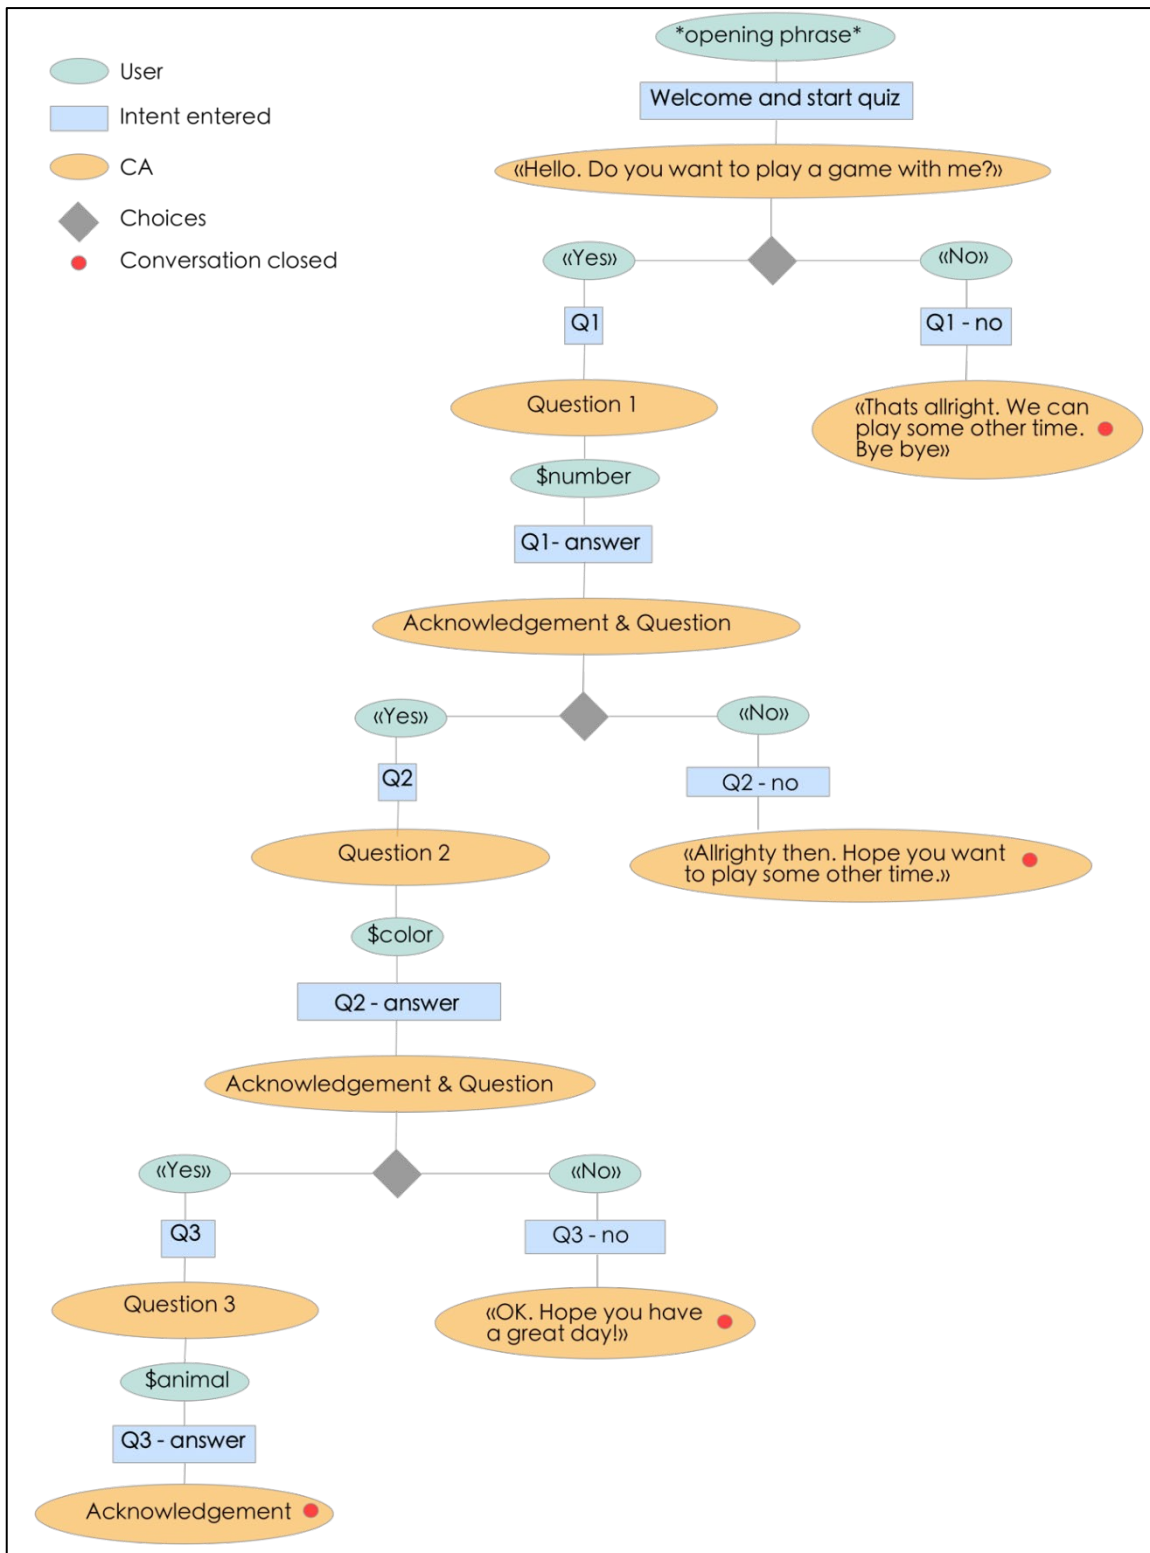 *opening phrase*
User
Welcome and start quiz
Intent entered
CA
«Hello. Do you want to play a game with me?»
Choices
Conversation closed
«Yes»
«No»
Q1
Q1 - no
Question 1
«Thats allright. We can
play some other time.
Bye bye»
$number
Q1- answer
Acknowledgement & Question
«Yes»
«No»
Q2
Q2 - no
Question 2
«Allrighty then. Hope you want
to play some other time.»
$color
Q2 - answer
Acknowledgement & Question
«Yes»
«No»
Q3
Q3 - no
Question 3
«OK. Hope you have
a great day!»
$animal
Q3 - answer
Acknowledgement